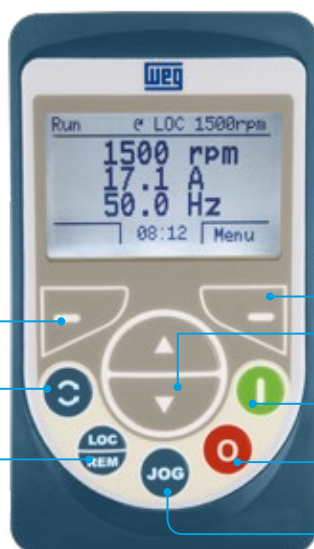 weg
Run LOC 1500rpm
1500 rpm
17.1 A
50.0 Hz
08:12 Menu
LOC
REM
JOG